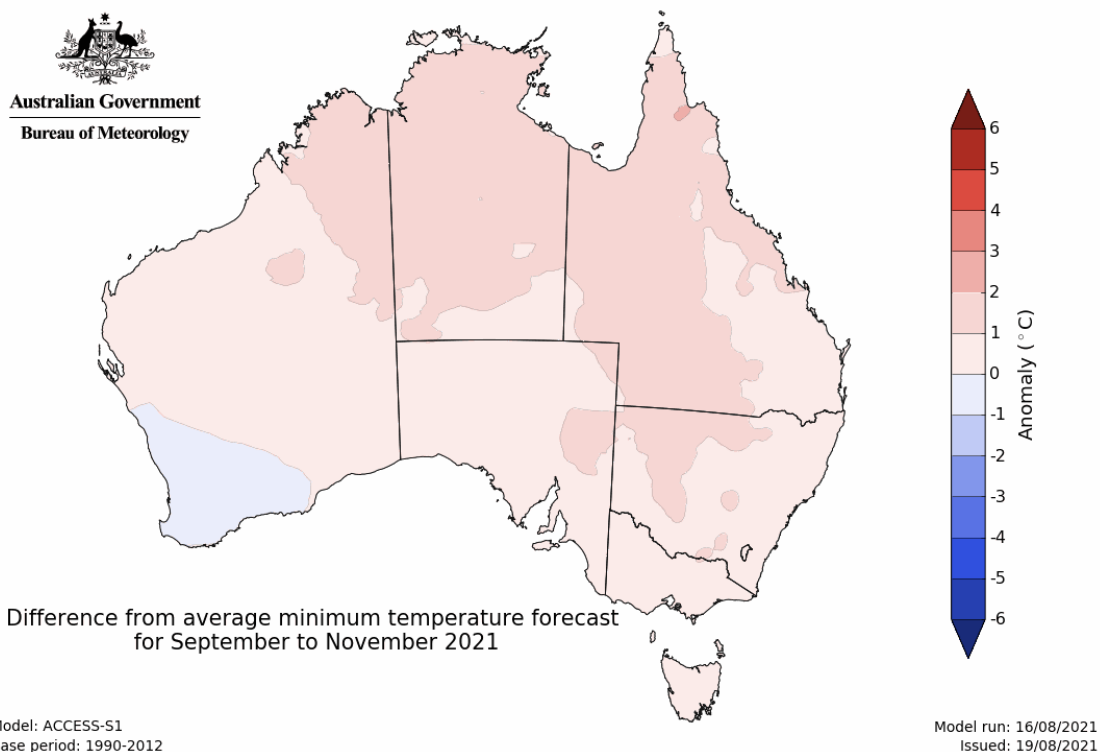 Australian Government
Bureau of Meteorology
6
5
4
3
2
1
0
-1
-2
-3
-4
-5
-6
Anomaly (°C)
Difference from average minimum temperature forecast
for September to November 2021
Model: ACCESS-S1
ase period: 1990-2012
Model run: 16/08/2021
Issued: 19/08/2021